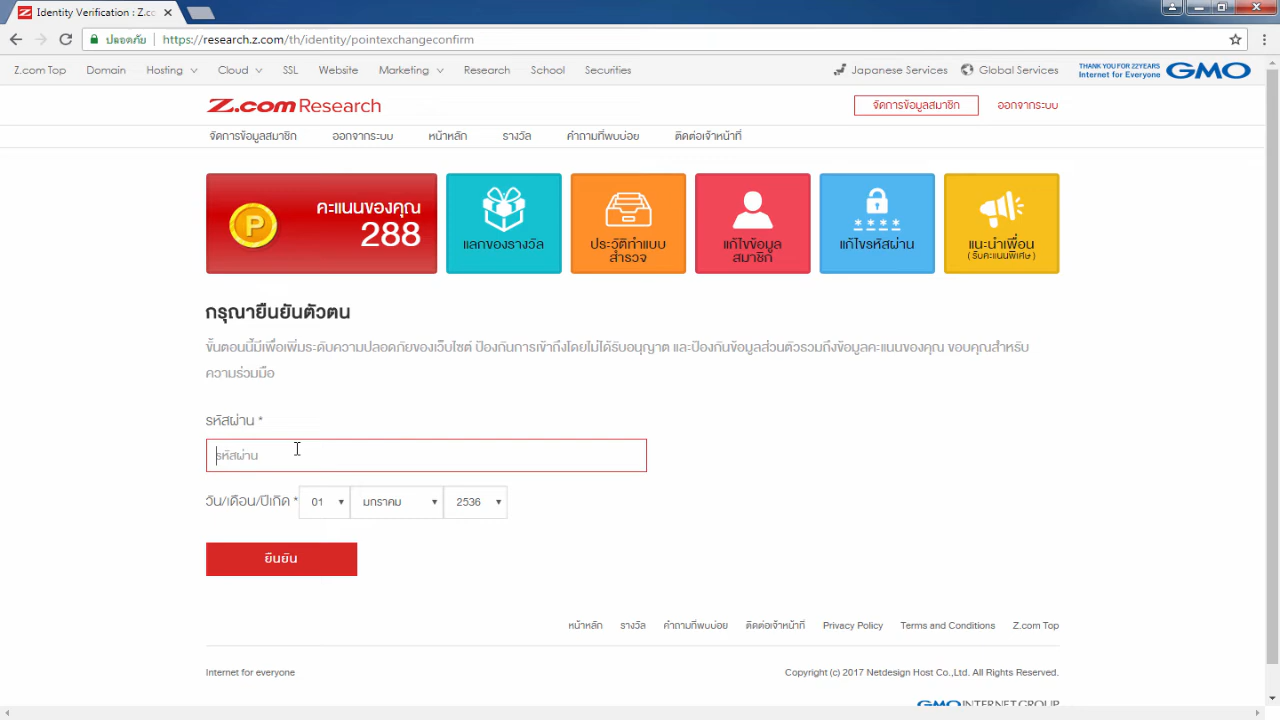 Identity Verification : Z.cc
ปลอดภัย https://research.z.com/th/identity/pointexchangeconfirm
Z.com Top Domain Hosting Cloud SSL Website Marketing Research School Securities Japanese Services Global Services THANK YOU FOR 22YEARS Internet for Everyone GMO
Z.com Research จัดการข้อมูลสมาชิก ออกจากระบบ
จัดการข้อมูลสมาชิก ออกจากระบบ หน้าหลัก รางวัล คำถามที่พบบ่อย ติดต่อเจ้าหน้าที่
P
คะแนนของคุณ
288
แลกของรางวัล
ประวัติทำแบบ
สำรวจ
แก้ไขข้อมูล
สมาชิก
* * * *
แก้ไขรหัสผ่าน
แนะนำเพื่อน
( รับคะแนนพิเศษ )
กรุณายืนยันตัวตน
ขั้นตอนนี้มีเพื่อเพิ่มระดับความปลอดภัยของเว็บไซต์ ป้องกันการเข้าถึงโดยไม่ได้รับอนุญาต และป้องกันข้อมูลส่วนตัวรวมถึงข้อมูลคะแนนของคุณ ขอบคุณสำหรับ
ความร่วมมือ
รหัสผ่าน *
รหัสผ่าน
วัน/เดือน/ปีเกิด * 01 มกราคม 2536
ยืนยัน
หน้าหลัก รางวัล คำถามที่พบบ่อย ติดต่อเจ้าหน้าที่ Privacy Policy Terms and Conditions Z.com Top
Internet for everyone Copyright (c) 2017 Netdesign Host Co.,Ltd. All Rights Reserved.
GMO INTERNET GROUP